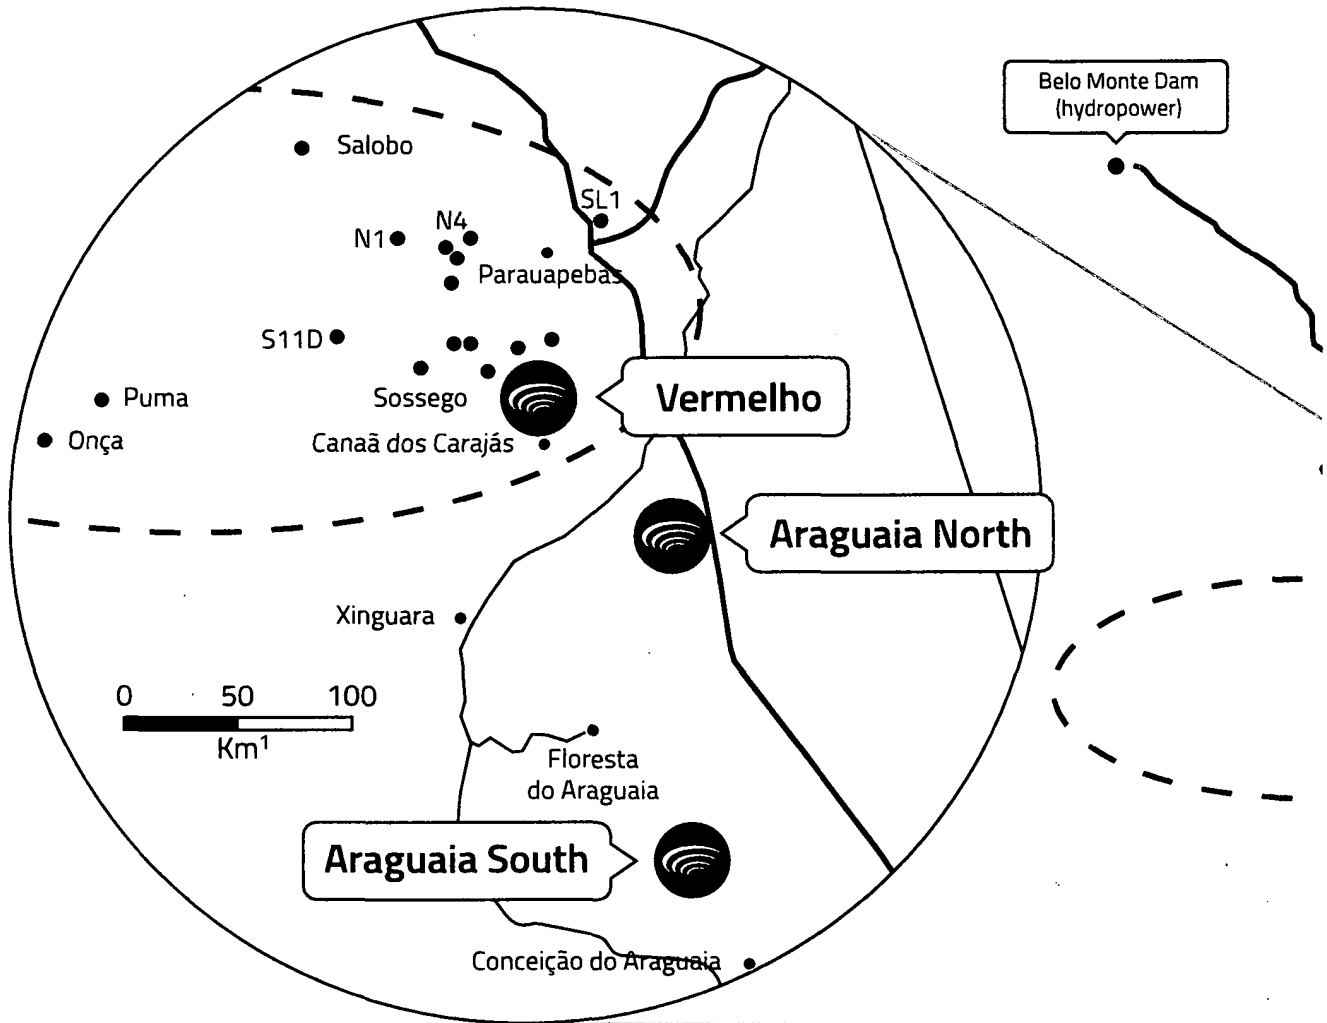 Belo Monte Dam
(hydropower)
Salobo
SL1
N4
N1
Parauapebas
S11D
Puma
Sossego
Vermelho
Onça
Canaã dos Carajás
Araguaia North
Xinguara
0 50 100
Km¹
Floresta
do Araguaia
Araguaia South
Conceição do Araguaia